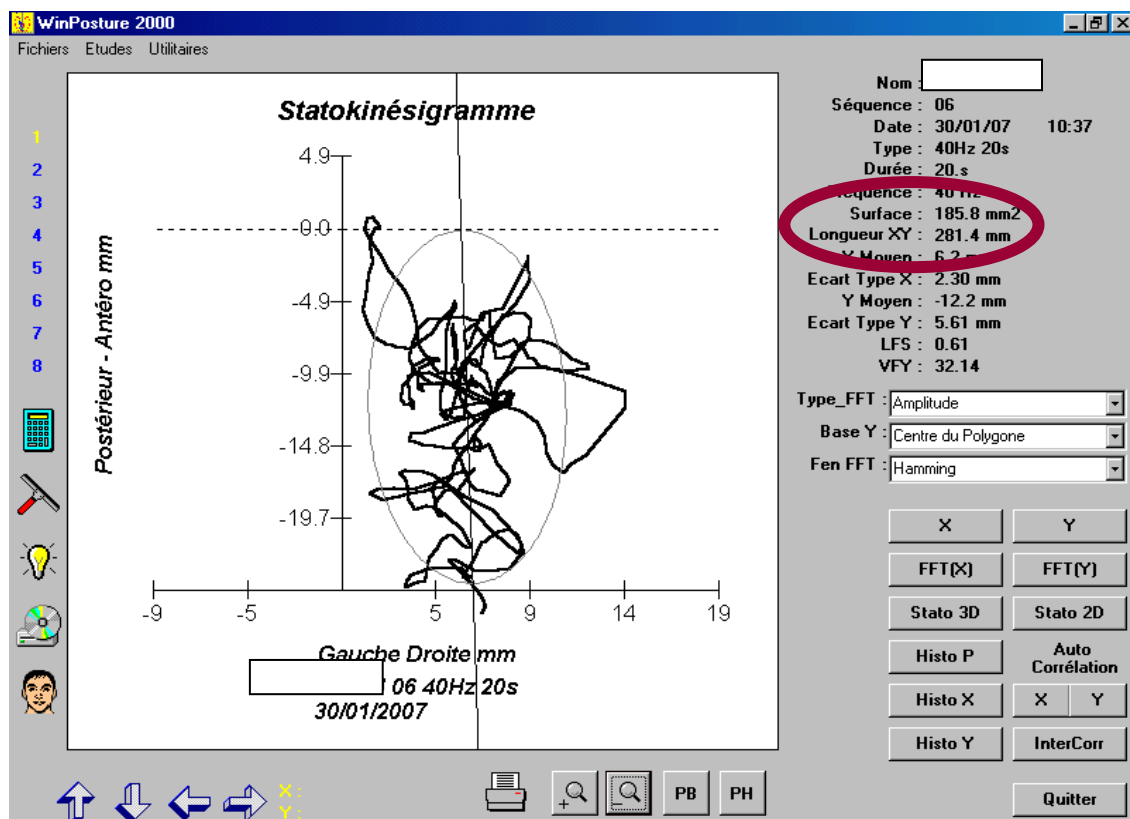 WinPosture 2000
Fichiers Etudes Utilitaires
Statokinésigramme
4.9
-0.0
-4.9
-9.9
-14.8
-19.7
Postérieur - Antéro mm
-9 -5 5 9 14 19
Gauche Droite mm
06 40Hz 20s
30/01/2007
1
2
3
4
5
6
7
8
Nom :
Séquence : 06
Date : 30/01/07 10:37
Type : 40Hz 20s
Durée : 20.s
Surface : 185.8 mm2
Longueur XY : 281.4 mm
Moyen : 6.2
Ecart Type X : 2.30 mm
Y Moyen : -12.2 mm
Ecart Type Y : 5.61 mm
LFS : 0.61
VFY : 32.14
Type_FFT : Amplitude
Base Y : Centre du Polygone
Fen FFT : Hamming
X Y
FFT(X) FFT(Y)
Stato 3D Stato 2D
Histo P Auto Corrélation
Histo X X Y
Histo Y InterCorr
X :
Y :
PB PH
Quitter